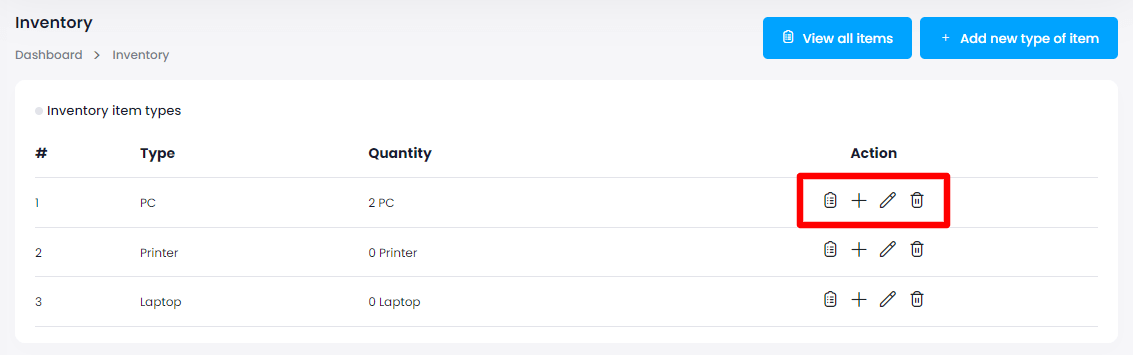 Inventory
Dashboard > Inventory
View all items
+ Add new type of item
Inventory item types
# Type Quantity Action
1 PC 2 PC
2 Printer 0 Printer
3 Laptop 0 Laptop